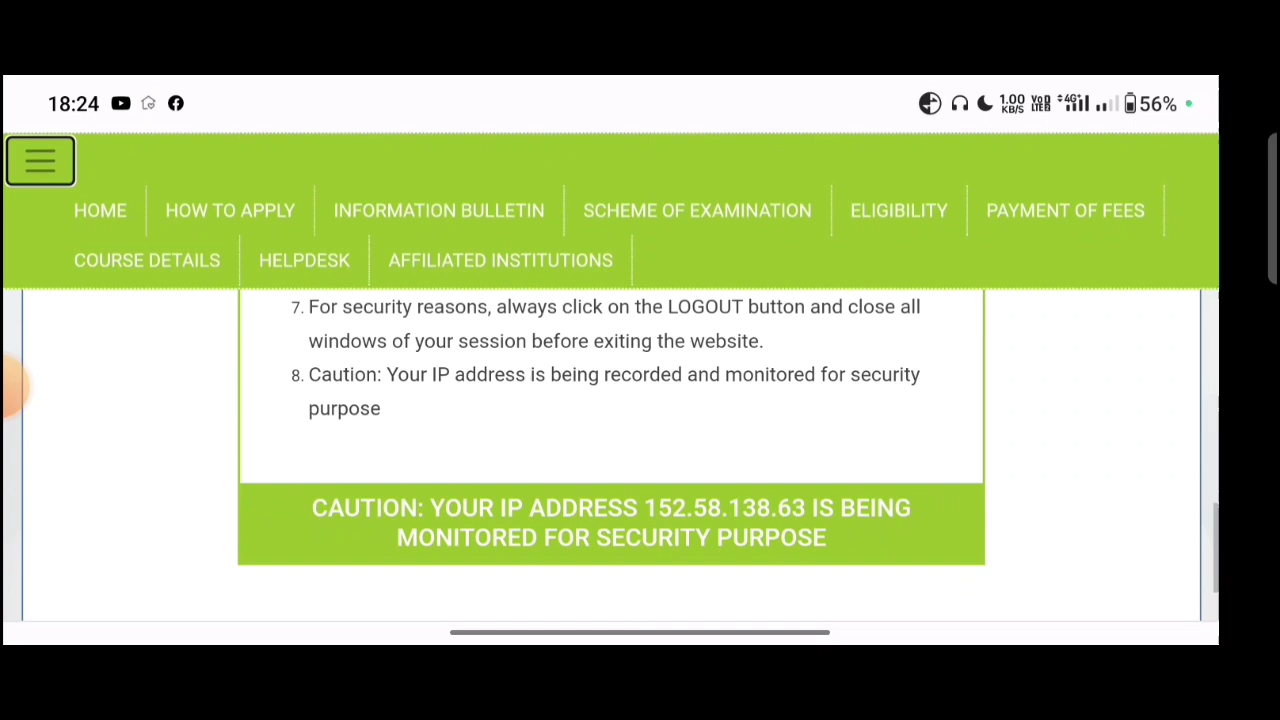 18:24
1.00 KB/S VoD LTE2 4G+ 56%
HOME HOW TO APPLY INFORMATION BULLETIN SCHEME OF EXAMINATION ELIGIBILITY PAYMENT OF FEES
COURSE DETAILS HELPDESK AFFILIATED INSTITUTIONS
7. For security reasons, always click on the LOGOUT button and close all
windows of your session before exiting the website.
8. Caution: Your IP address is being recorded and monitored for security
purpose
CAUTION: YOUR IP ADDRESS 152.58.138.63 IS BEING
MONITORED FOR SECURITY PURPOSE